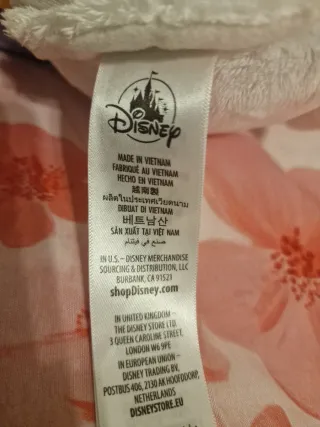 Disney
MADE IN VIETNAM
FABRIQUÉ AU VIETNAM
HECHO EN VIETNAM
越南製
ผลิตในประเทศเวียดนาม
DIBUAT DI VIETNAM
베트남산
SẢN XUẤT TẠI VIỆT NAM
صنع في فيتنام
IN U.S. – DISNEY MERCHANDISE
SOURCING & DISTRIBUTION, LLC
BURBANK, CA 91521
shopDisney.com
IN UNITED KINGDOM –
THE DISNEY STORE LTD.
3 QUEEN CAROLINE STREET,
LONDON W6 9PE
IN EUROPEAN UNION –
DISNEY TRADING BV,
POSTBUS 406, 2130 AK HOOFDDORP,
NETHERLANDS
DISNEYSTORE.EU